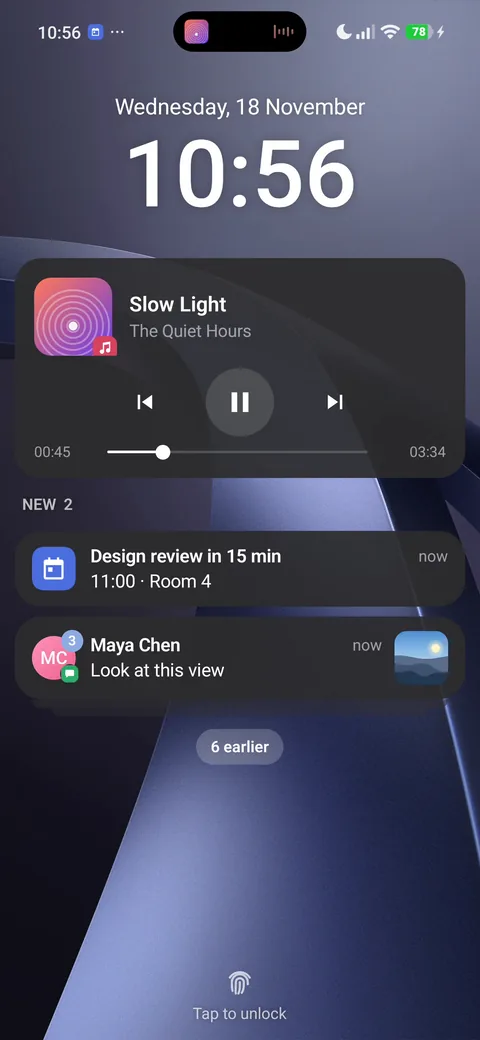 10:56 ...
78
Wednesday, 18 November
10:56
Slow Light
The Quiet Hours
00:45 03:34
NEW 2
Design review in 15 min now
11:00 · Room 4
MC 3 Maya Chen now
Look at this view
6 earlier
Tap to unlock